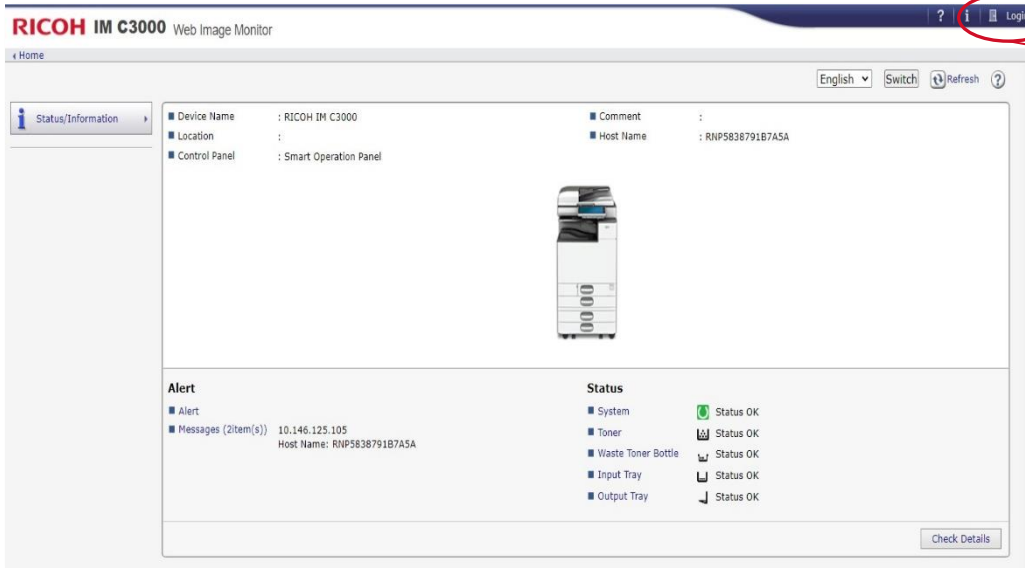 RICOH IM C3000 Web Image Monitor
? i Login
Home
English Switch Refresh ?
Status/Information
Device Name : RICOH IM C3000
Comment :
Location :
Host Name : RNP5838791B7A5A
Control Panel : Smart Operation Panel
Alert
Alert
Messages (2item(s)) 10.146.125.105
Host Name: RNP5838791B7A5A
Status
System Status OK
Toner Status OK
Waste Toner Bottle Status OK
Input Tray Status OK
Output Tray Status OK
Check Details